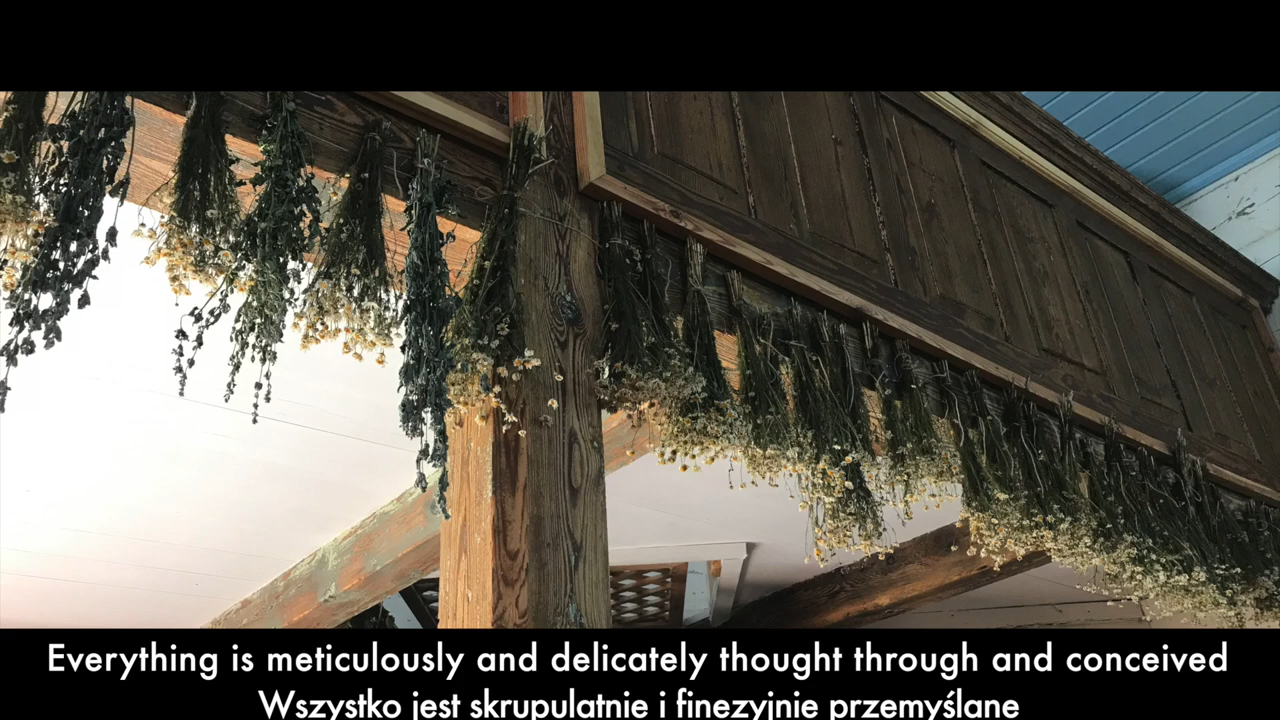 Everything is meticulously and delicately thought through and conceived
Wszystko jest skrupulatnie i finezyjnie przemyślane